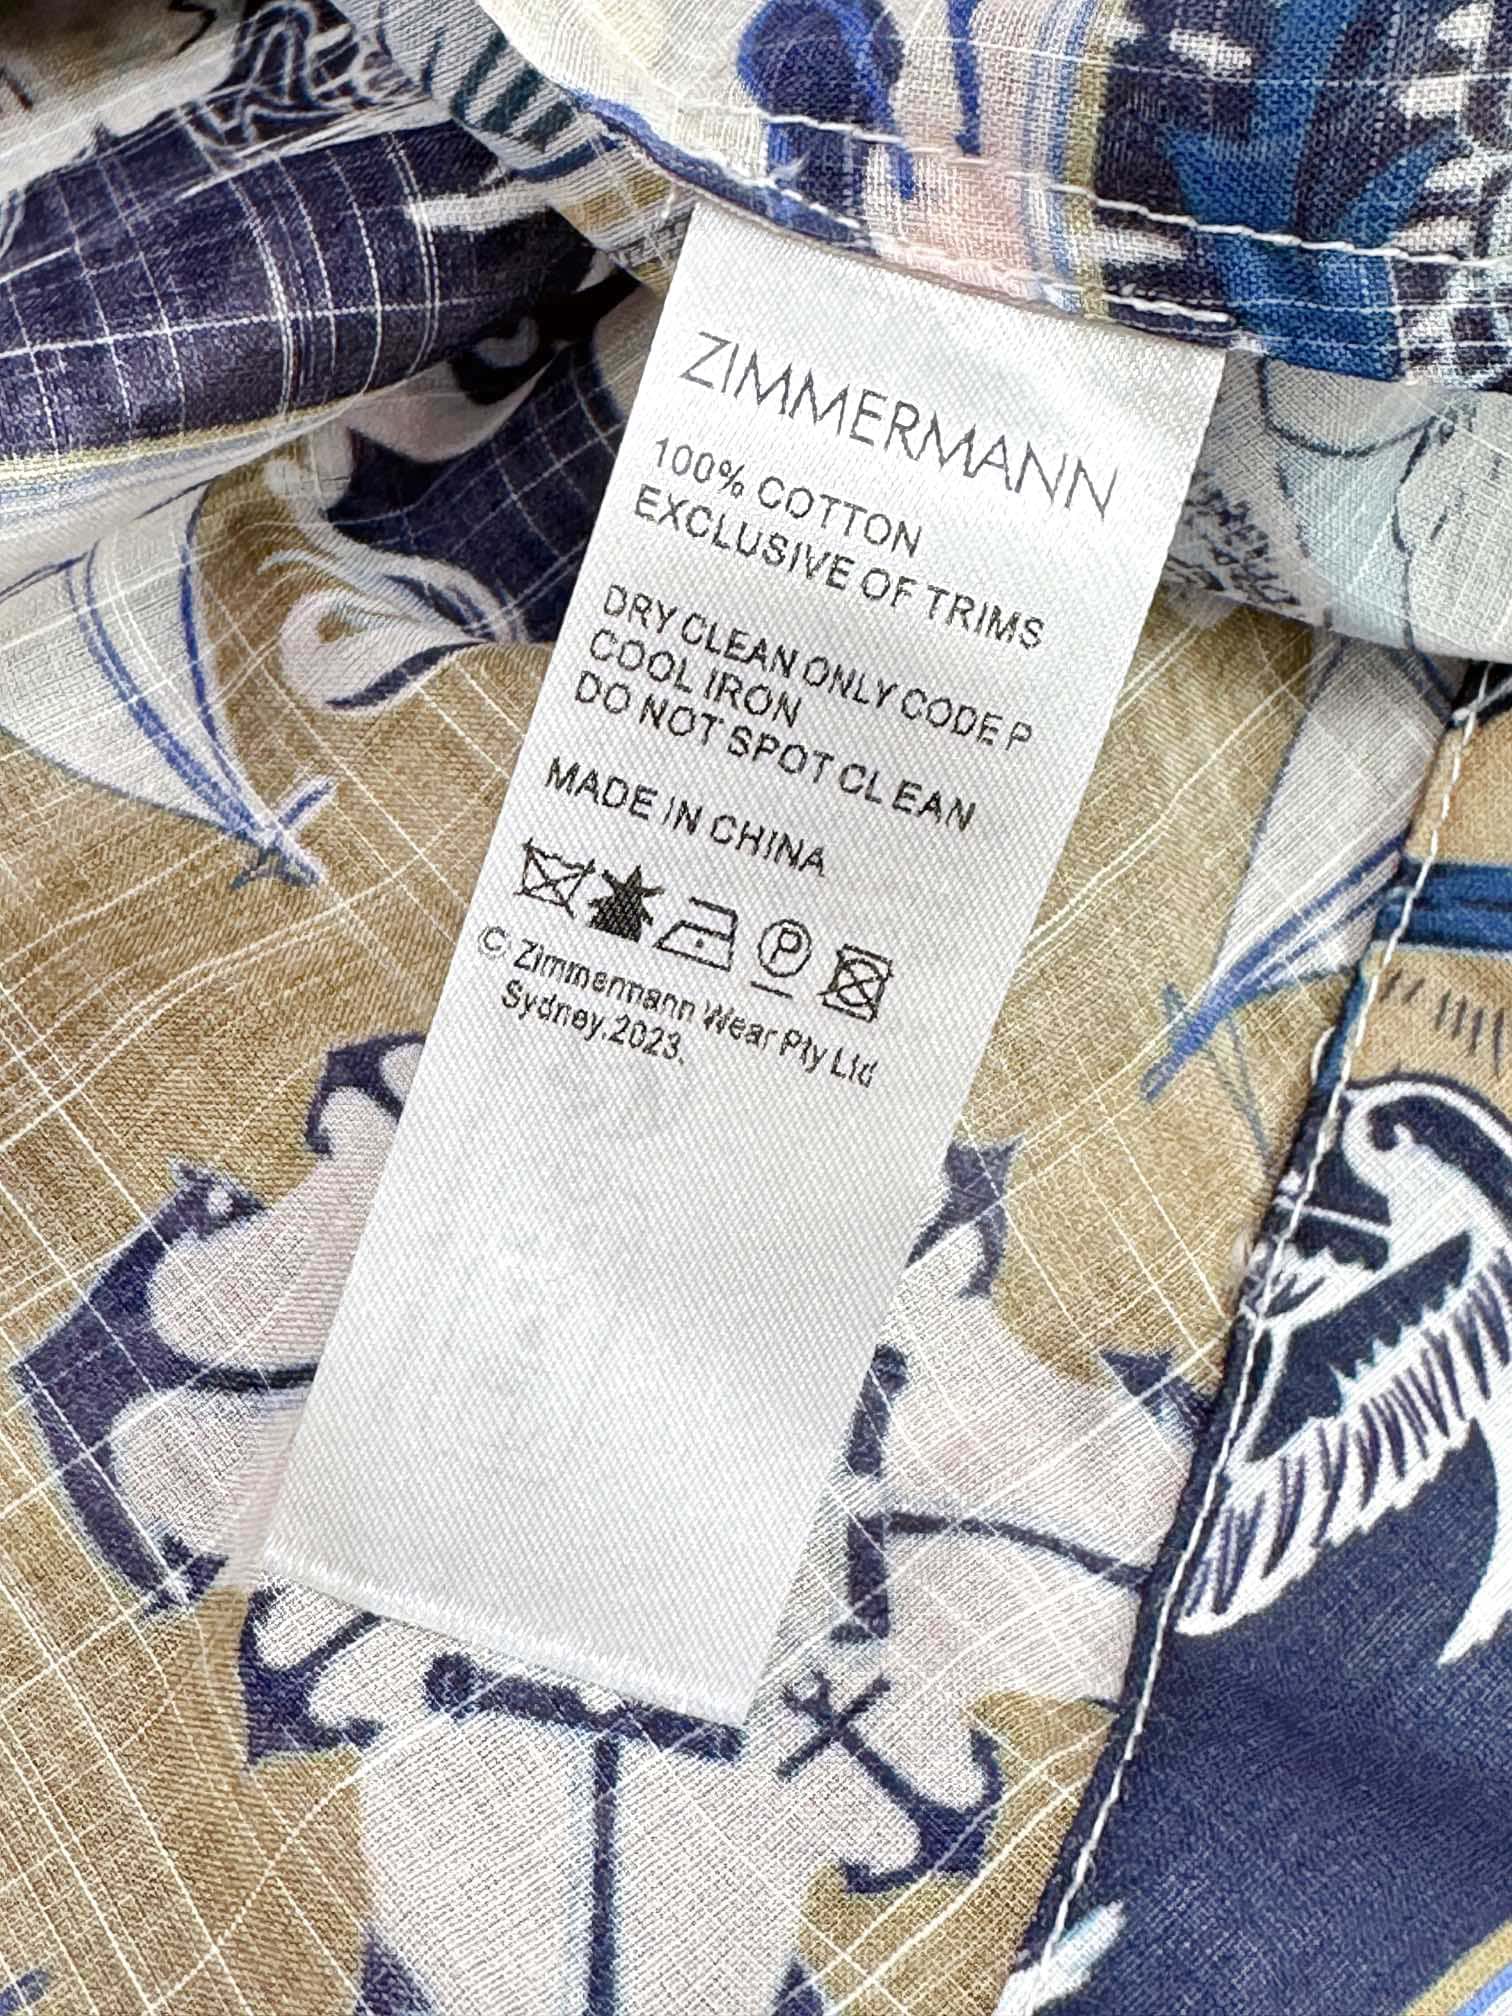 ZIMMERMANN
100% COTTON
EXCLUSIVE OF TRIMS
DRY CLEAN ONLY CODE P
COOL IRON
DO NOT SPOT CLEAN
MADE IN CHINA
P
© Zimmermann Wear Pty Ltd
Sydney.2023.